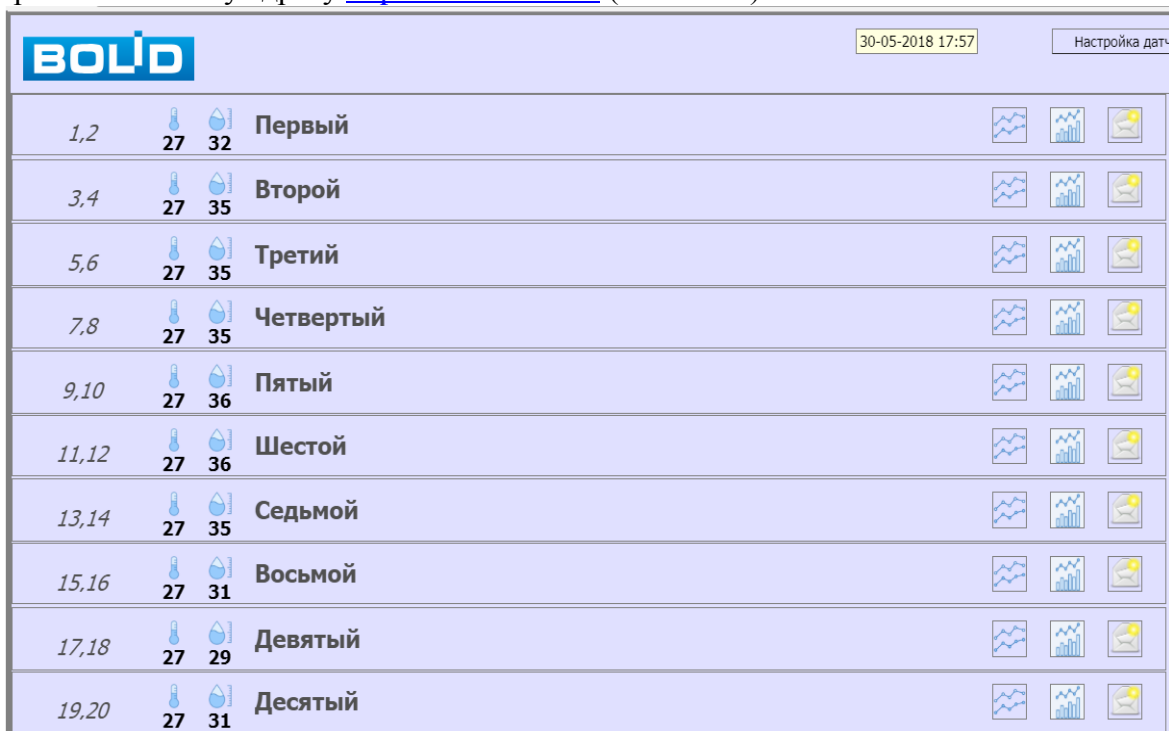 BOLID
30-05-2018 17:57
Настройка
1,2 27 32 Первый
3,4 27 35 Второй
5,6 27 35 Третий
7,8 27 35 Четвертый
9,10 27 36 Пятый
11,12 27 36 Шестой
13,14 27 35 Седьмой
15,16 27 31 Восьмой
17,18 27 29 Девятый
19,20 27 31 Десятый